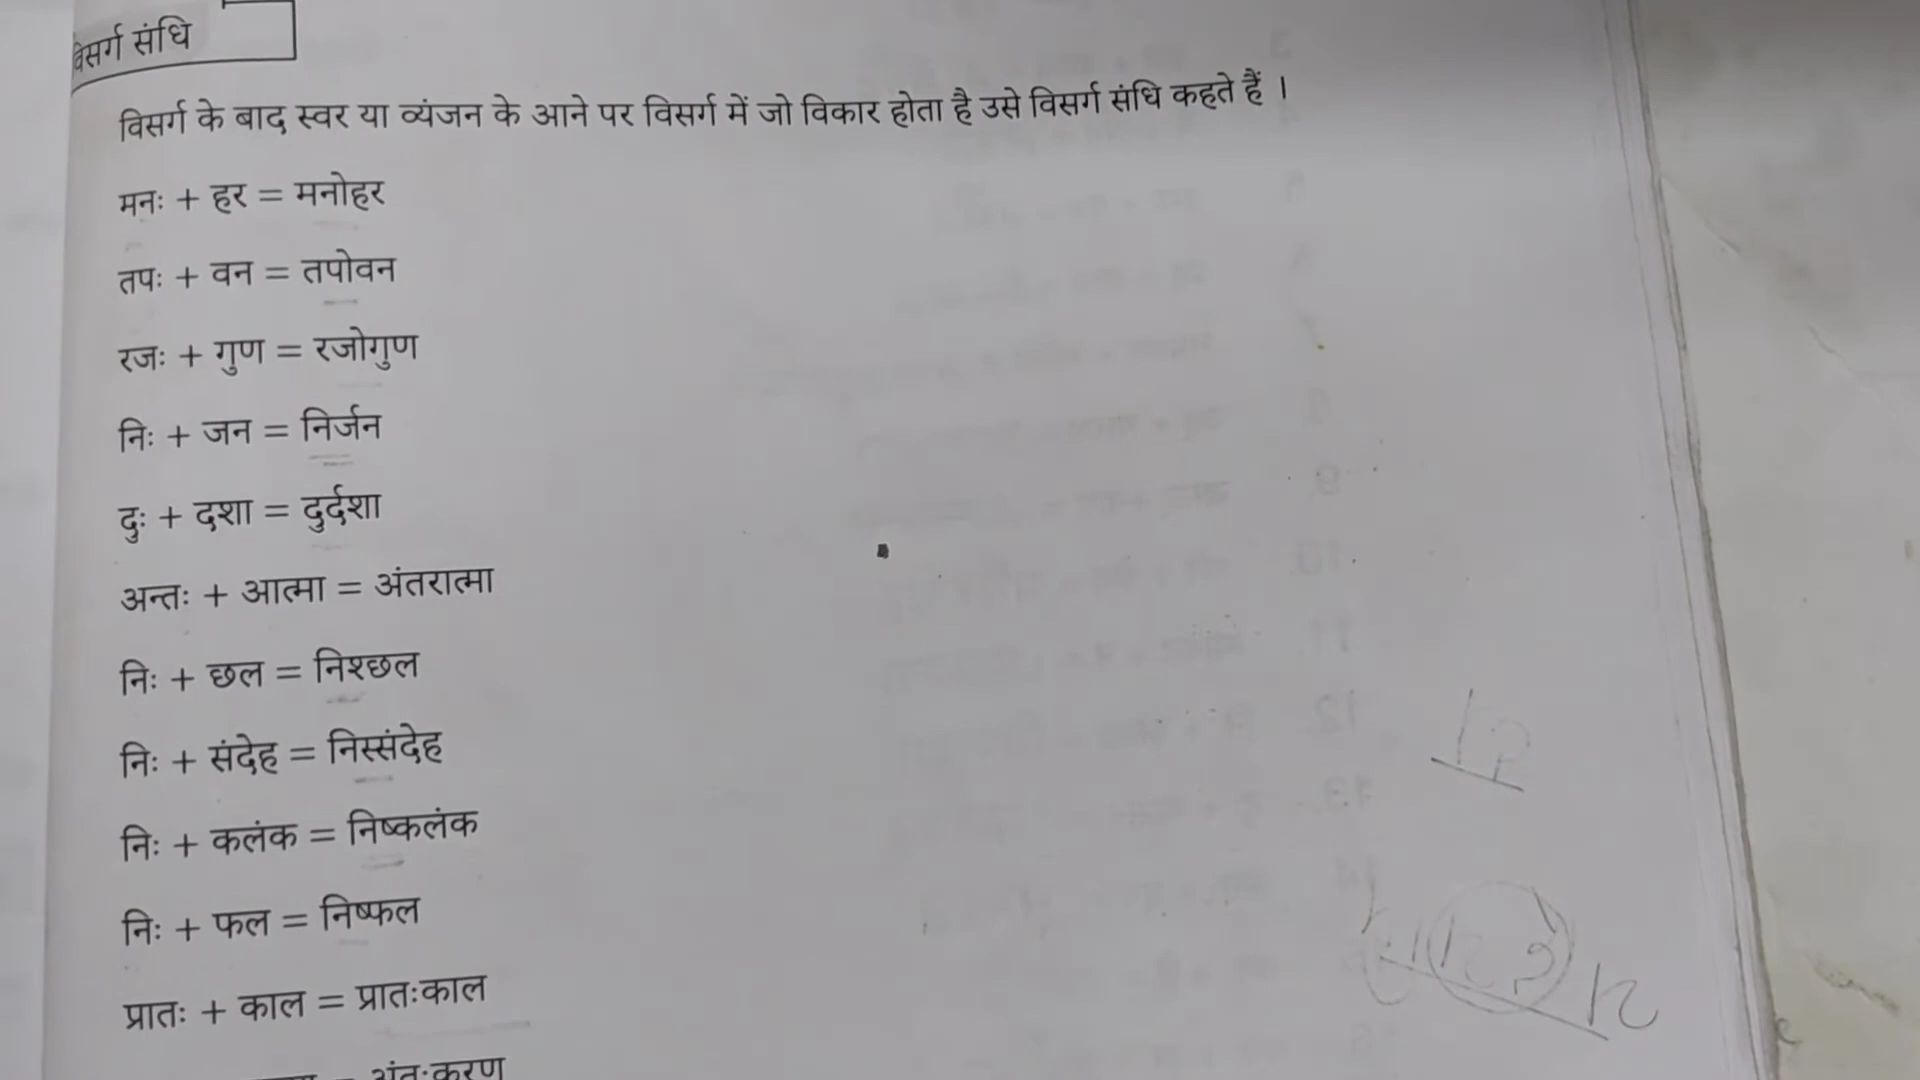 विसर्ग संधि
विसर्ग के बाद स्वर या व्यंजन के आने पर विसर्ग में जो विकार होता है उसे विसर्ग संधि कहते हैं ।
मनः + हर = मनोहर
तपः + वन = तपोवन
रजः + गुण = रजोगुण
निः + जन = निर्जन
दुः + दशा = दुर्दशा
अन्तः + आत्मा = अंतरात्मा
निः + छल = निश्छल
निः + संदेह = निस्संदेह
निः + कलंक = निष्कलंक
निः + फल = निष्फल
प्रातः + काल = प्रातःकाल
= अंतःकरण